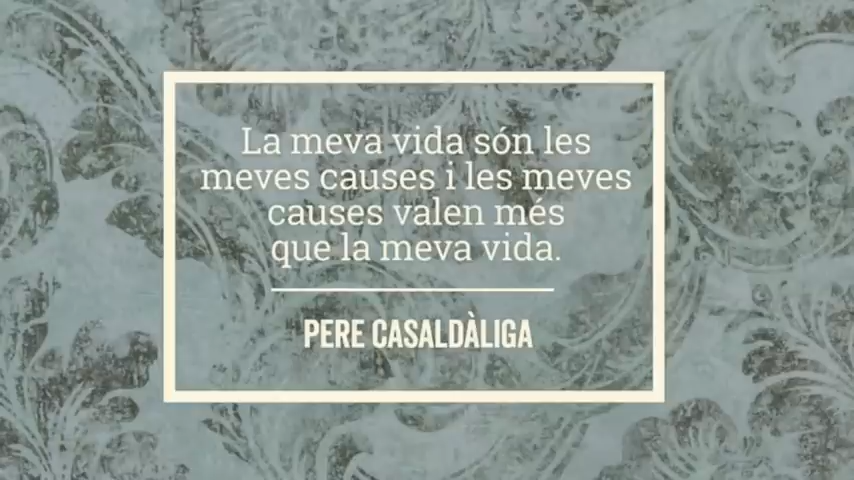 La meva vida són les
meves causes i les meves
causes valen més
que la meva vida.
PERE CASALDÀLIGA